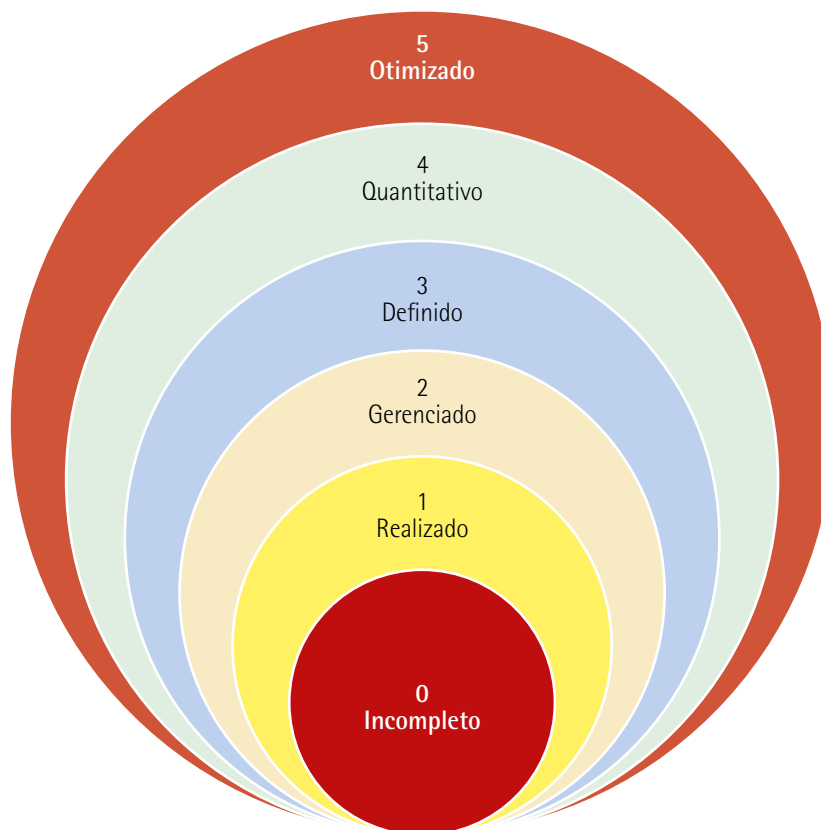 5
Otimizado
4
Quantitativo
3
Definido
2
Gerenciado
1
Realizado
0
Incompleto